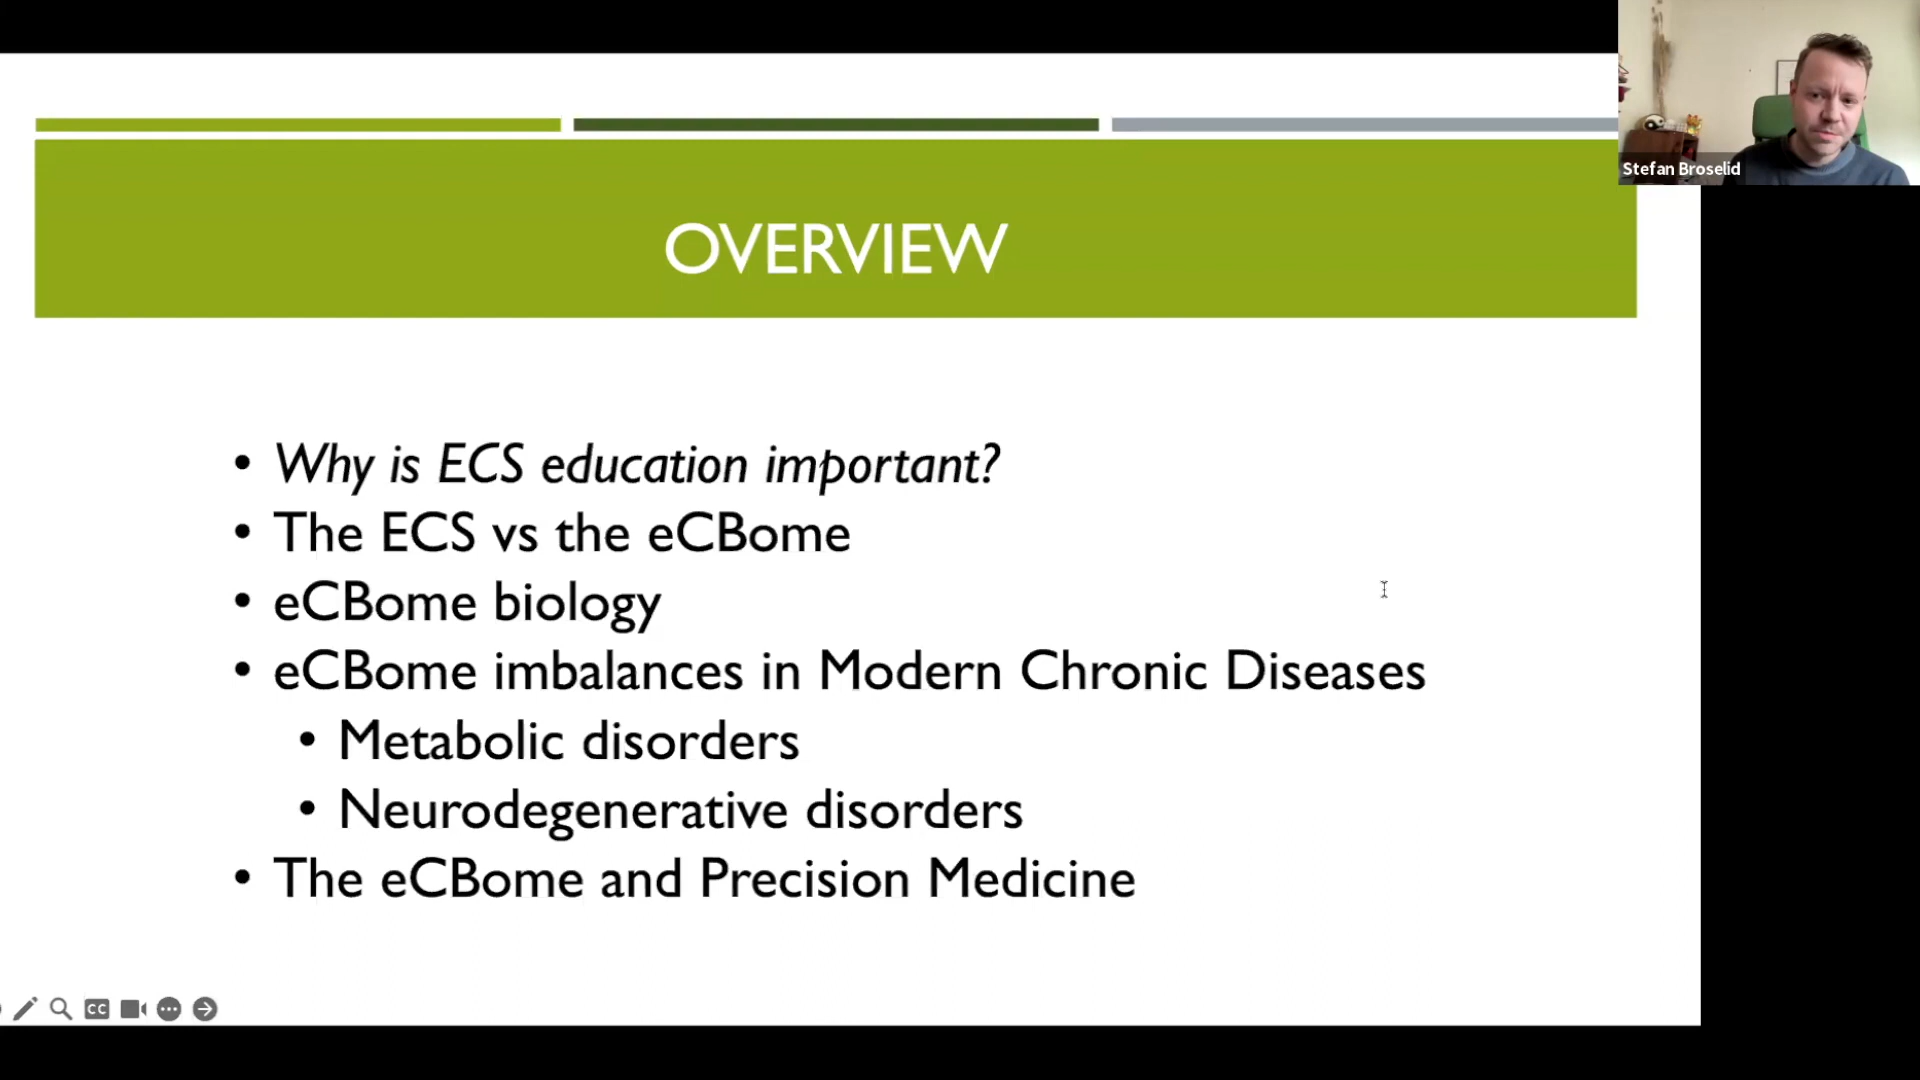 Stefan Broselid
OVERVIEW
• Why is ECS education important?
• The ECS vs the eCBome
• eCBome biology
• eCBome imbalances in Modern Chronic Diseases
• Metabolic disorders
• Neurodegenerative disorders
• The eCBome and Precision Medicine
CC